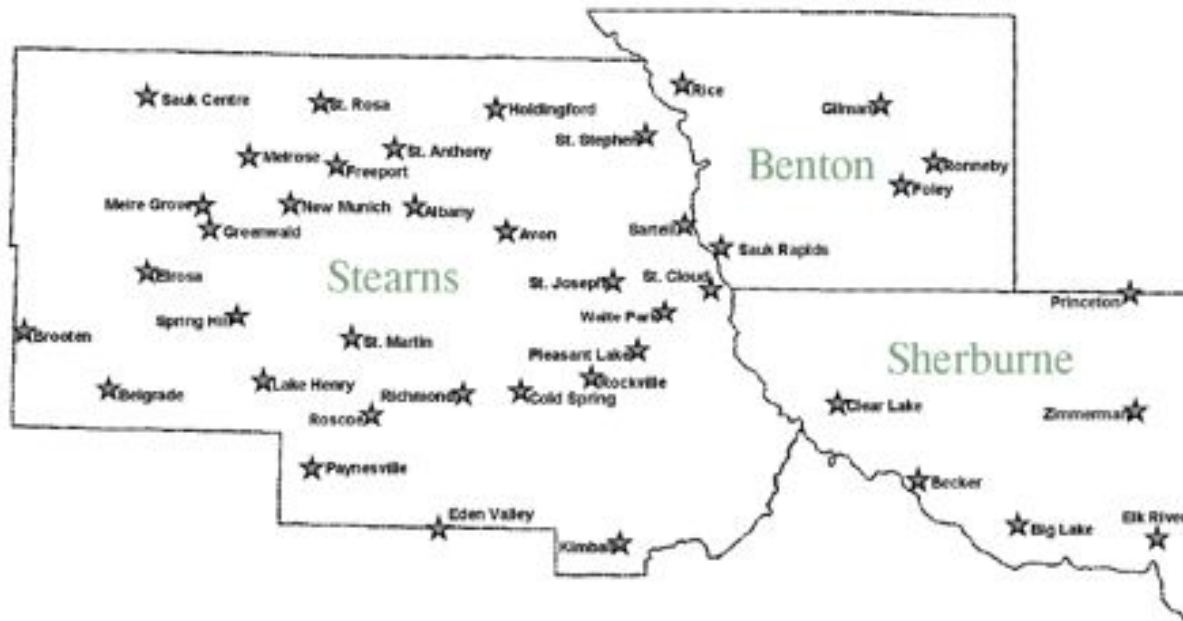 Rice
Sauk Centre
St. Rosa
Holdingford
Gilman
St. Stephen
Melrose
St. Anthony
Freeport
Benton
Ronneby
Foley
Meire Grove
New Munich
Albany
Greenwald
Avon
Sartell
Sauk Rapids
Elrosa
Stearns
St. Joseph
St. Cloud
Princeton
Spring Hill
Waite Park
Brooten
St. Martin
Pleasant Lake
Sherburne
Belgrade
Lake Henry
Richmond
Cold Spring
Rockville
Clear Lake
Zimmerman
Roscoe
Paynesville
Becker
Eden Valley
Elk River
Big Lake
Kimball